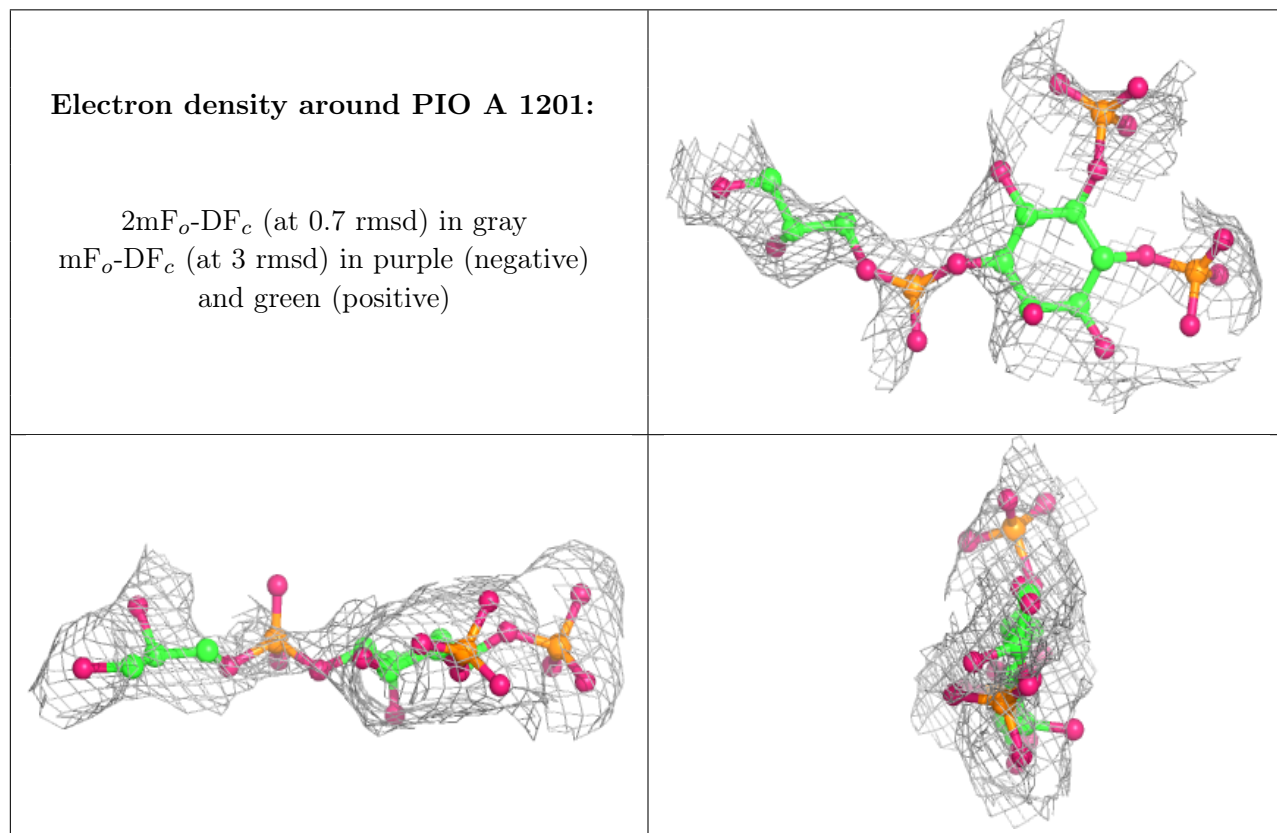 Electron density around PIO A 1201:
2mFₒ-DF𝒸 (at 0.7 rmsd) in gray
mFₒ-DF𝒸 (at 3 rmsd) in purple (negative)
and green (positive)